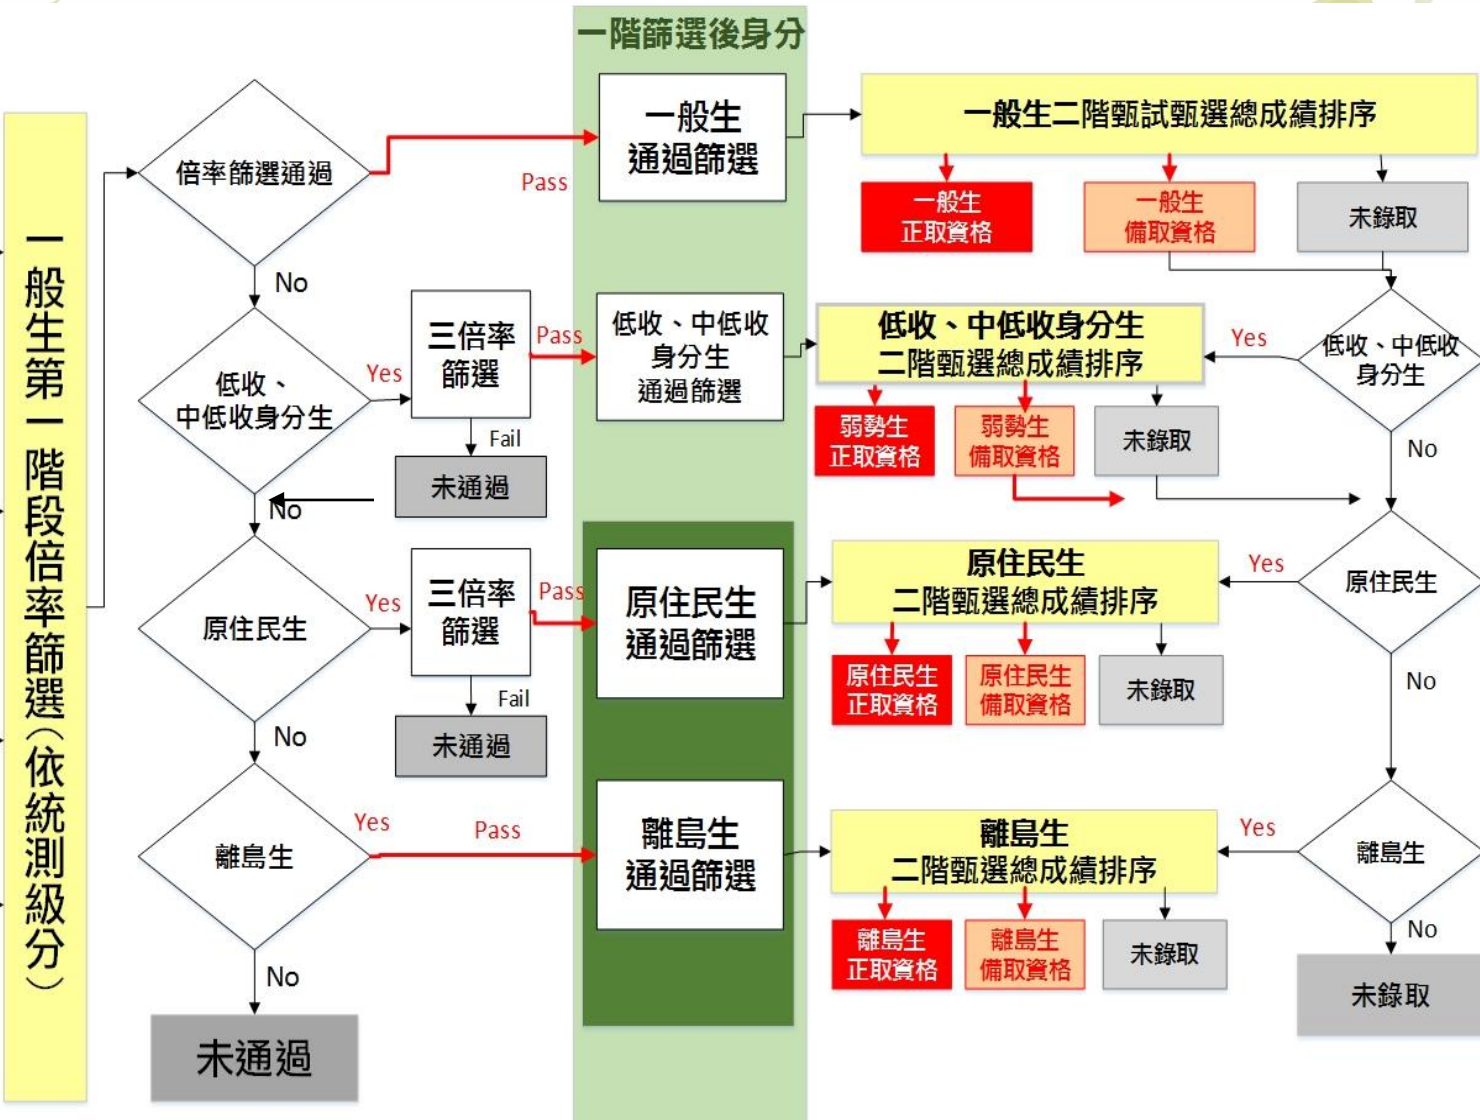 一階篩選後身分
一般生第一階段倍率篩選（依統測級分）
倍率篩選通過
Pass
No
低收、
中低收身分生
Yes
三倍率
篩選
Pass
Fail
未通過
No
原住民生
Yes
三倍率
篩選
Pass
Fail
未通過
No
離島生
Yes
Pass
No
未通過
一般生
通過篩選
低收、中低收
身分生
通過篩選
原住民生
通過篩選
離島生
通過篩選
一般生二階甄試甄選總成績排序
一般生
正取資格
一般生
備取資格
未錄取
低收、中低收身分生
二階甄選總成績排序
Yes
低收、中低收
身分生
弱勢生
正取資格
弱勢生
備取資格
未錄取
No
原住民生
二階甄選總成績排序
Yes
原住民生
原住民生
正取資格
原住民生
備取資格
未錄取
No
離島生
二階甄選總成績排序
Yes
離島生
離島生
正取資格
離島生
備取資格
未錄取
No
未錄取